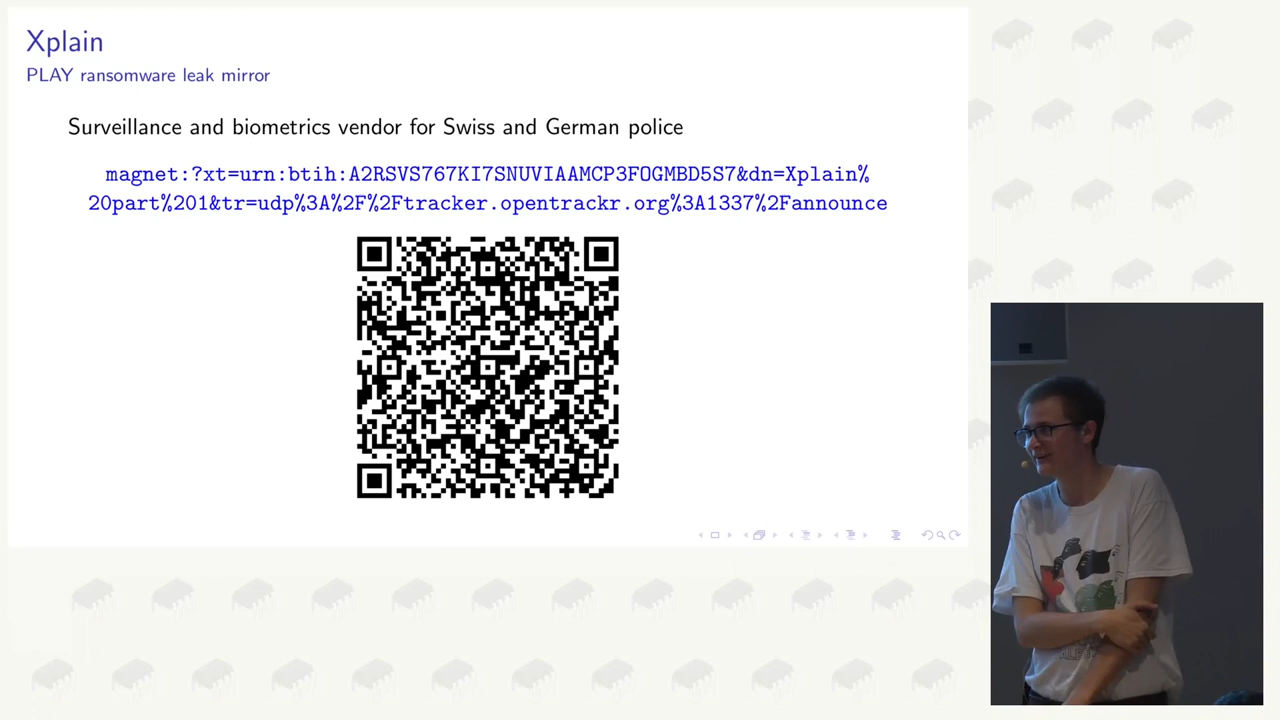 Xplain
PLAY ransomware leak mirror
Surveillance and biometrics vendor for Swiss and German police
magnet:?xt=urn:btih:A2RSVS767KI7SNUVIAAMCP3FOGMBD5S7&dn=Xplain%
20part%201&tr=udp%3A%2F%2Ftracker.opentrackr.org%3A1337%2Fannounce